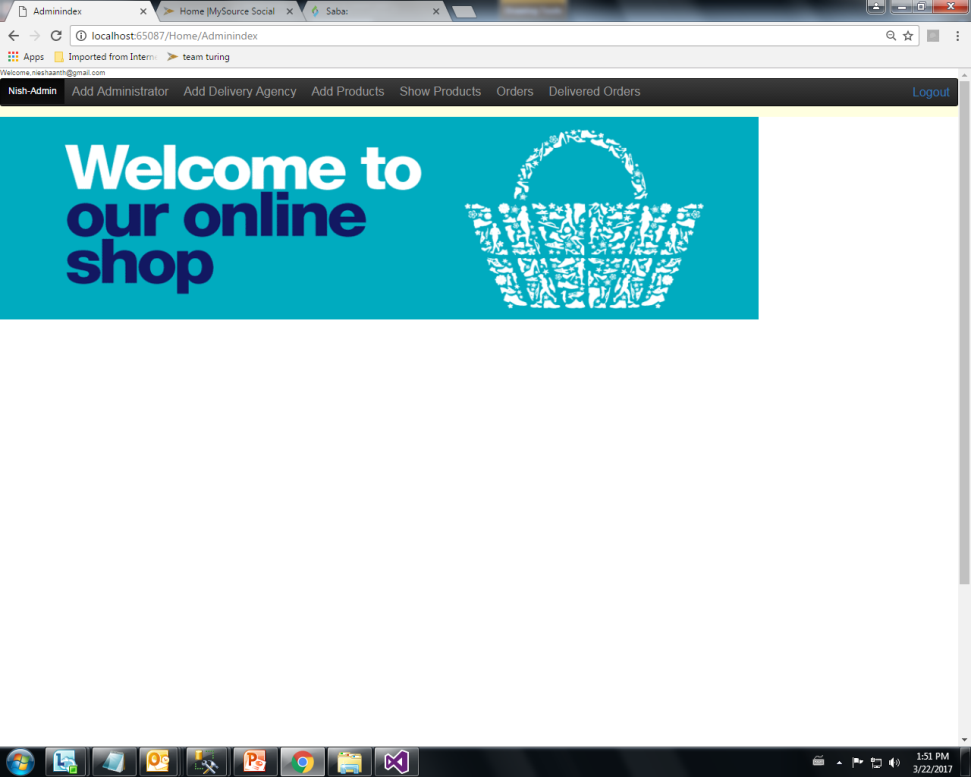 Adminindex
Home |MySource Social
Saba:
localhost:65087/Home/Adminindex
Apps
Imported from Intern
team turing
Welcome,nieshaanth@gmail.com
Nish-Admin
Add Administrator
Add Delivery Agency
Add Products
Show Products
Orders
Delivered Orders
Logout
Welcome to
our online
shop
1:51 PM
3/22/2017